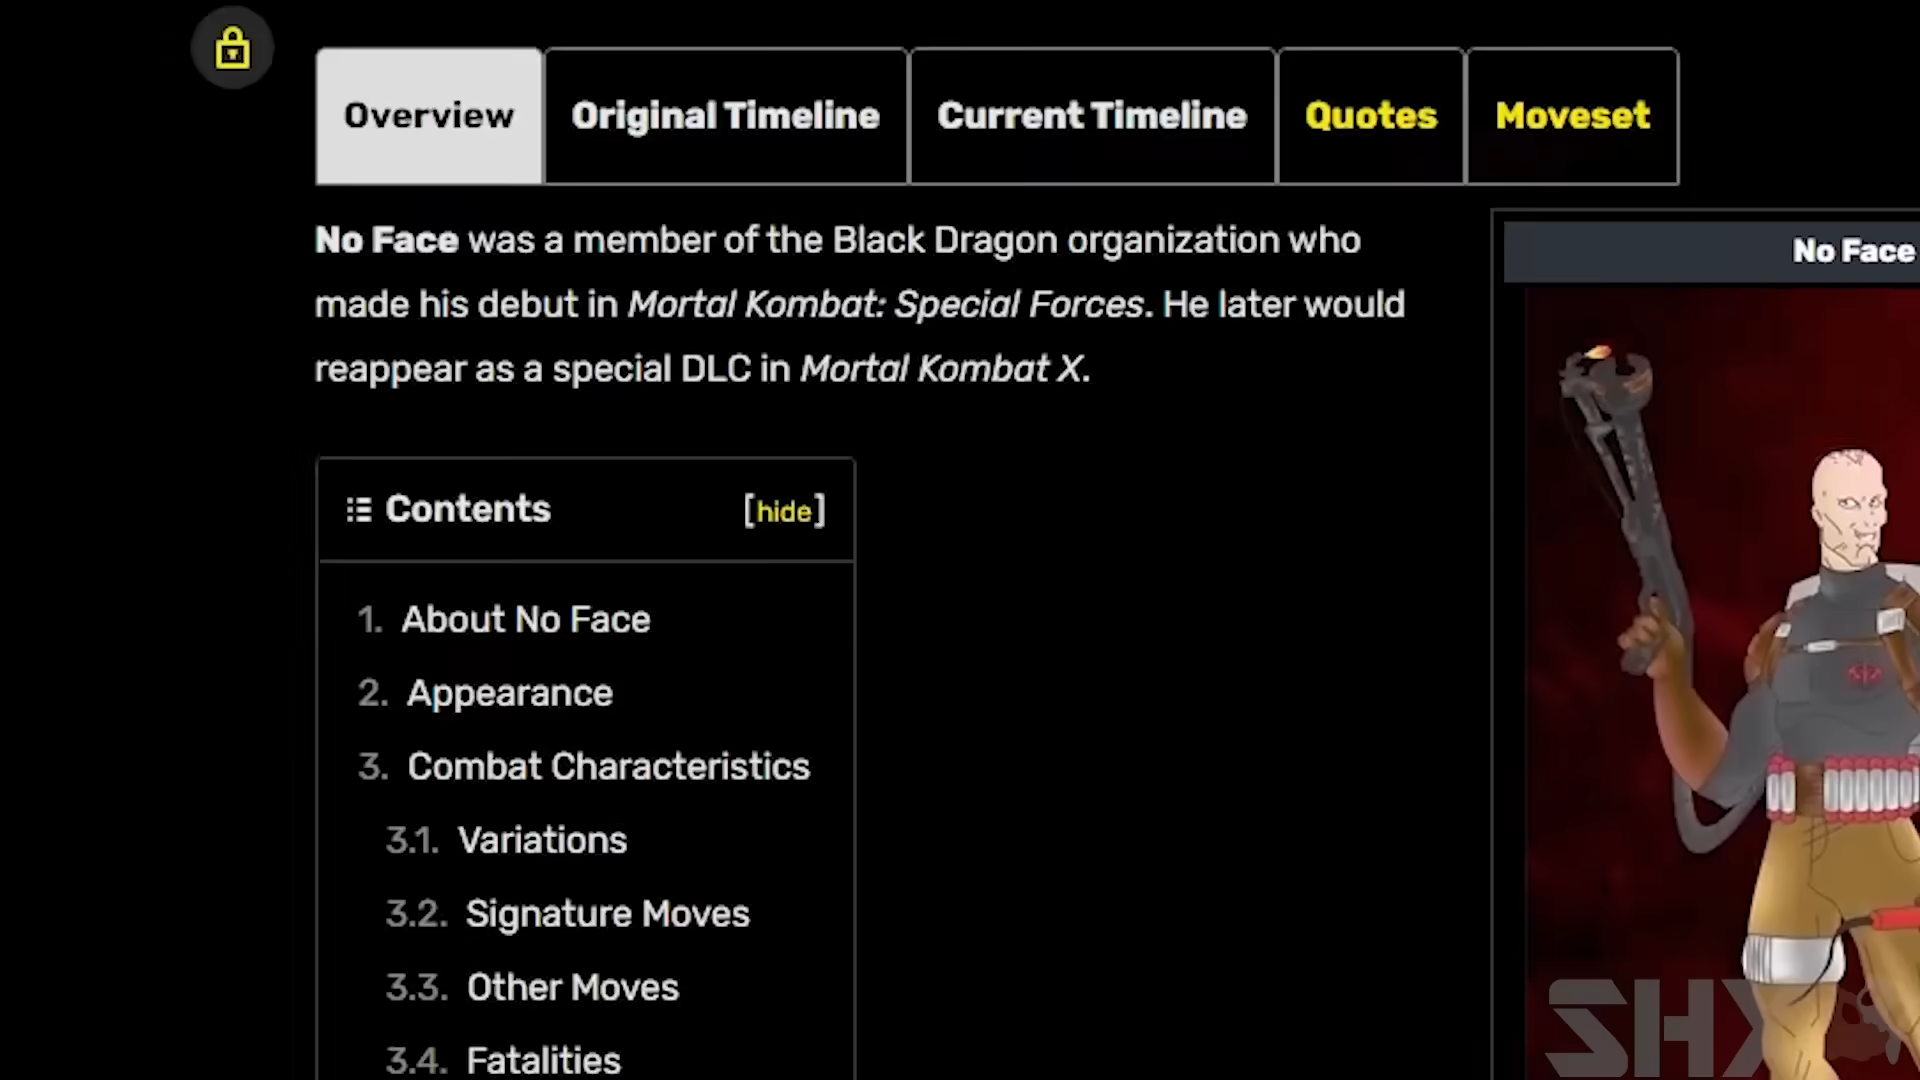 Overview Original Timeline Current Timeline Quotes Moveset
No Face was a member of the Black Dragon organization who
made his debut in Mortal Kombat: Special Forces. He later would
reappear as a special DLC in Mortal Kombat X.
No Face
Contents [hide]
1. About No Face
2. Appearance
3. Combat Characteristics
3.1. Variations
3.2. Signature Moves
3.3. Other Moves
3.4. Fatalities
SHX